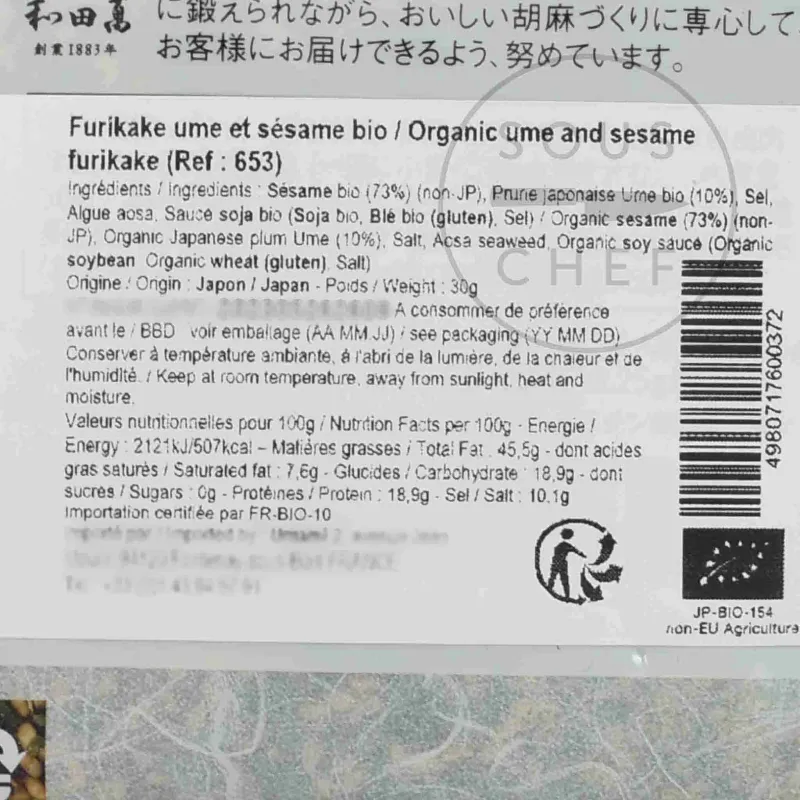 和田萬
創業1883年
に鍛えられながら、おいしい胡麻づくりに専心して
お客様にお届けできるよう、努めています。
SOUS
CHEF
Furikake ume et sésame bio / Organic ume and sesame
furikake (Ref : 653)
Ingrédients / Ingredients : Sésame bio (73%) (non-JP), Prune japonaise Ume bio (10%), Sel,
Algue aosa, Sauce soja bio (Soja bio, Blé bio (gluten), Sel) / Organic sesame (73%) (non-
JP), Organic Japanese plum Ume (10%), Salt, Aosa seaweed, Organic soy sauce (Organic
soybean Organic wheat (gluten), Salt)
Origine / Origin : Japon / Japan - Poids / Weight : 30g
A consommer de préférence
avant le / BBD voir emballage (AA MM JJ) / see packaging (YY MM DD)
Conserver à température ambiante, à l'abri de la lumière, de la chaleur et de
l'humidité. / Keep at room temperature, away from sunlight, heat and
moisture.
Valeurs nutritionnelles pour 100g / Nutrition Facts per 100g - Energie /
Energy : 2121kJ/507kcal – Matières grasses / Total Fat : 45,5g - dont acides
gras saturés / Saturated fat : 7,6g - Glucides / Carbohydrate : 18,9g - dont
sucres / Sugars : 0g - Protéines / Protein : 18,9g - Sel / Salt : 10,1g
Importation certifiée par FR-BIO-10
4980717600372
JP-BIO-154
non-EU Agriculture